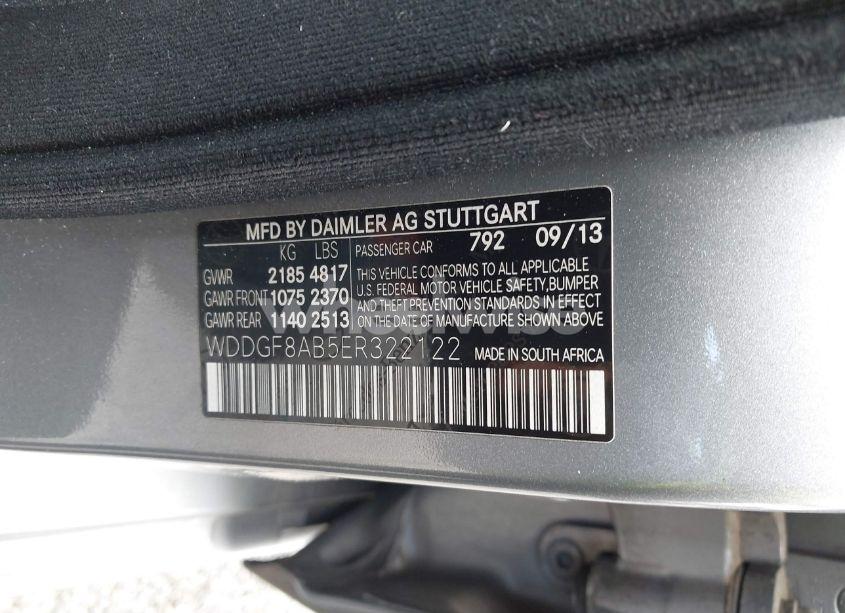 MFD BY DAIMLER AG STUTTGART
KG LBS PASSENGER CAR 792 09/13
GVWR 2185 4817
GAWR FRONT 1075 2370
GAWR REAR 1140 2513
THIS VEHICLE CONFORMS TO ALL APPLICABLE
U.S. FEDERAL MOTOR VEHICLE SAFETY,BUMPER
AND THEFT PREVENTION STANDARDS IN EFFECT
ON THE DATE OF MANUFACTURE SHOWN ABOVE
WDDGF8AB5ER322122 MADE IN SOUTH AFRICA